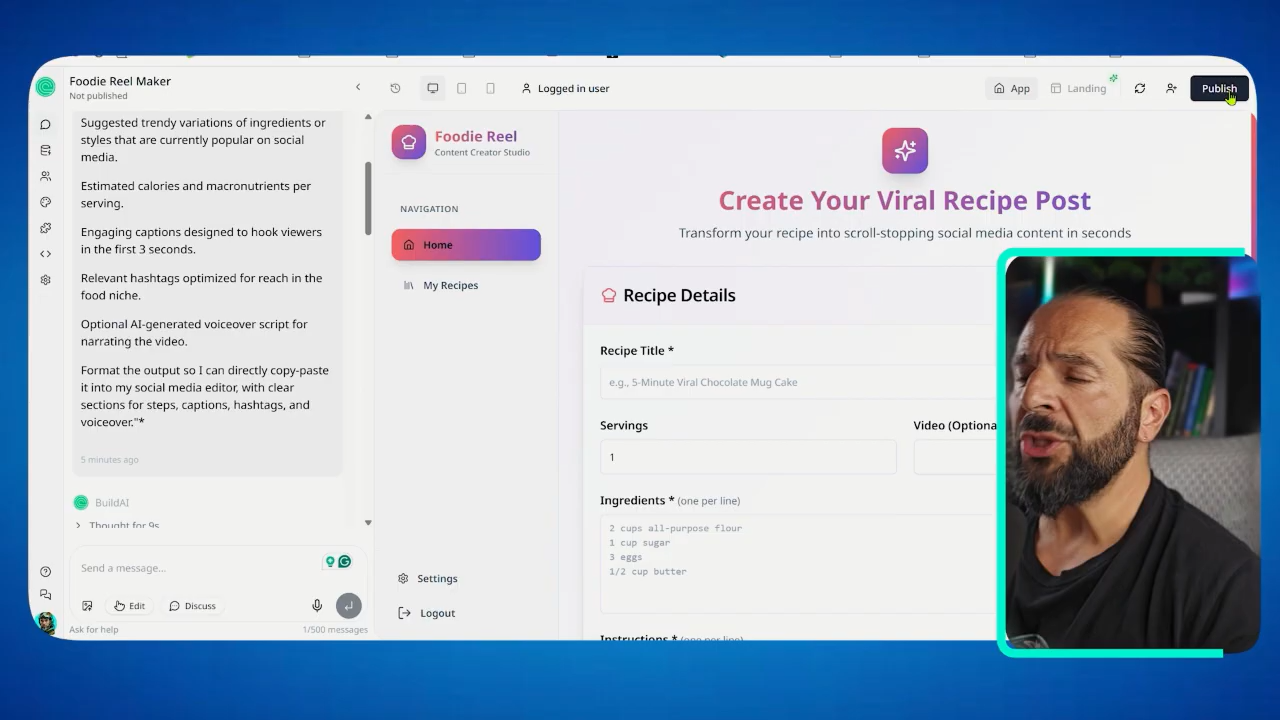 Foodie Reel Maker
Not published
Suggested trendy variations of ingredients or
styles that are currently popular on social
media.
Estimated calories and macronutrients per
serving.
Engaging captions designed to hook viewers
in the first 3 seconds.
Relevant hashtags optimized for reach in the
food niche.
Optional AI-generated voiceover script for
narrating the video.
Format the output so I can directly copy-paste
it into my social media editor, with clear
sections for steps, captions, hashtags, and
voiceover."*
5 minutes ago
BuildAI
Thought for 9s
Send a message...
Edit
Discuss
Ask for help
1/500 messages
Logged in user
App
Landing
Publish
Foodie Reel
Content Creator Studio
NAVIGATION
Home
My Recipes
Settings
Logout
Create Your Viral Recipe Post
Transform your recipe into scroll-stopping social media content in seconds
Recipe Details
Recipe Title *
e.g., 5-Minute Viral Chocolate Mug Cake
Servings
Video (Optiona
1
Ingredients * (one per line)
2 cups all-purpose flour
1 cup sugar
3 eggs
1/2 cup butter
Instructions * (one per line)